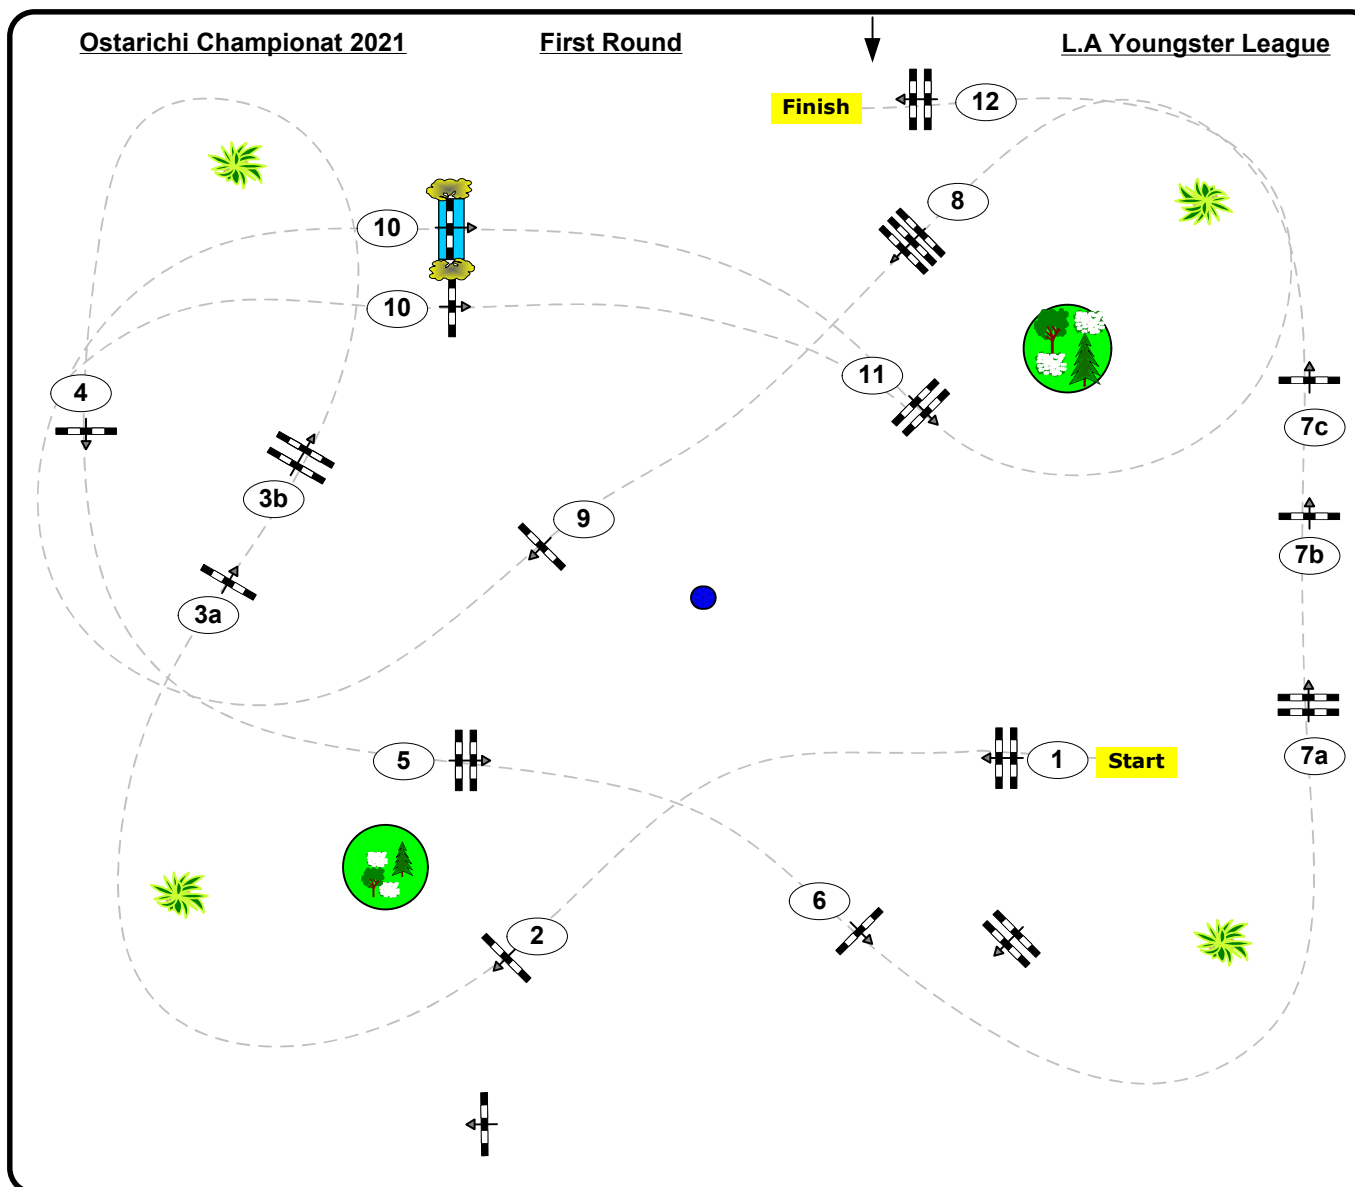 Ostarichi Championat 2021 First Round L.A Youngster League
Finish 12
8
10
10
11
4
7c
3b
9
7b
3a
5
1 Start
7a
6
2